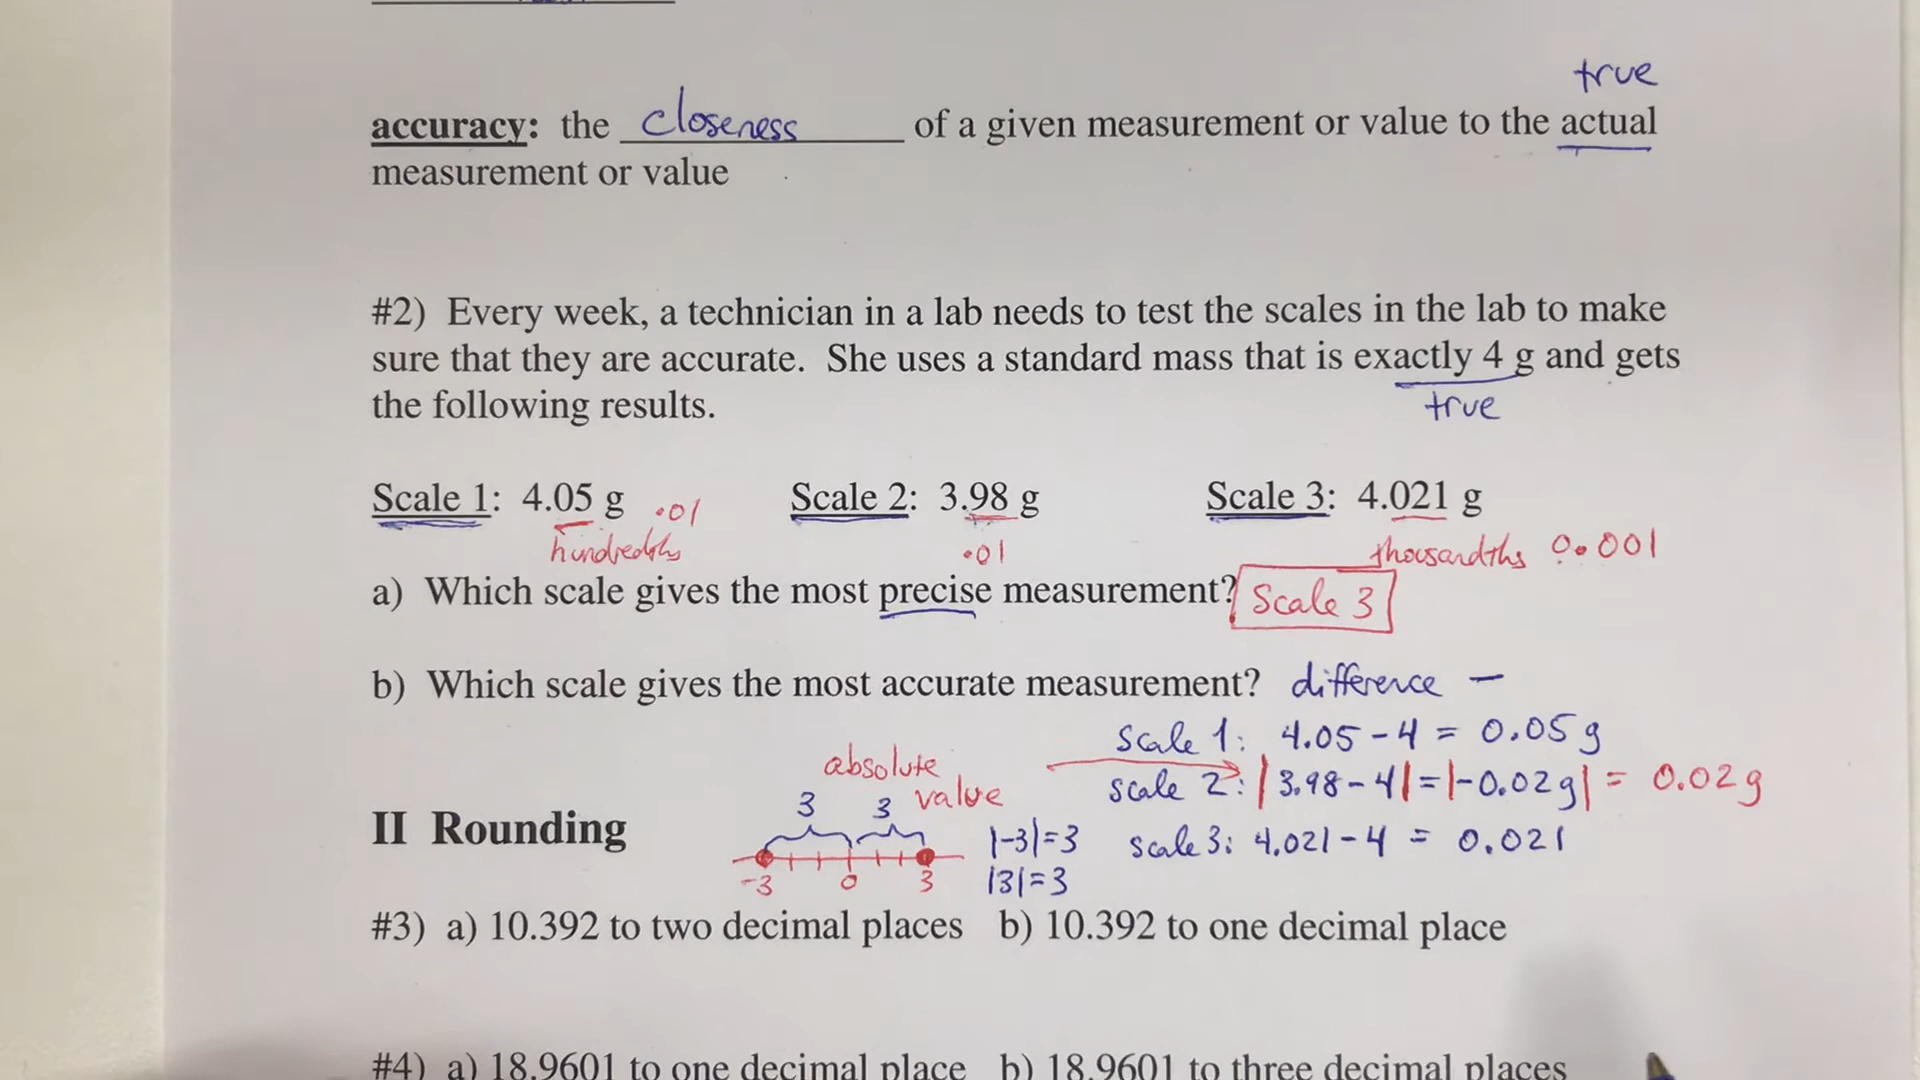 true
accuracy: the closeness of a given measurement or value to the actual
measurement or value
#2) Every week, a technician in a lab needs to test the scales in the lab to make
sure that they are accurate. She uses a standard mass that is exactly 4 g and gets
the following results.
true
Scale 1: 4.05 g .01 Scale 2: 3.98 g Scale 3: 4.021 g
hundredths .01 thousandths 0.001
a) Which scale gives the most precise measurement? Scale 3
b) Which scale gives the most accurate measurement? difference −
scale 1: 4.05 - 4 = 0.05g
absolute
value
scale 2: |3.98 - 4| = |-0.02g| = 0.02g
3 3
II Rounding
|-3|=3 scale 3: 4.021 - 4 = 0.021
-3 0 3 |3|=3
#3) a) 10.392 to two decimal places b) 10.392 to one decimal place
#4) a) 18.9601 to one decimal place b) 18.9601 to three decimal places